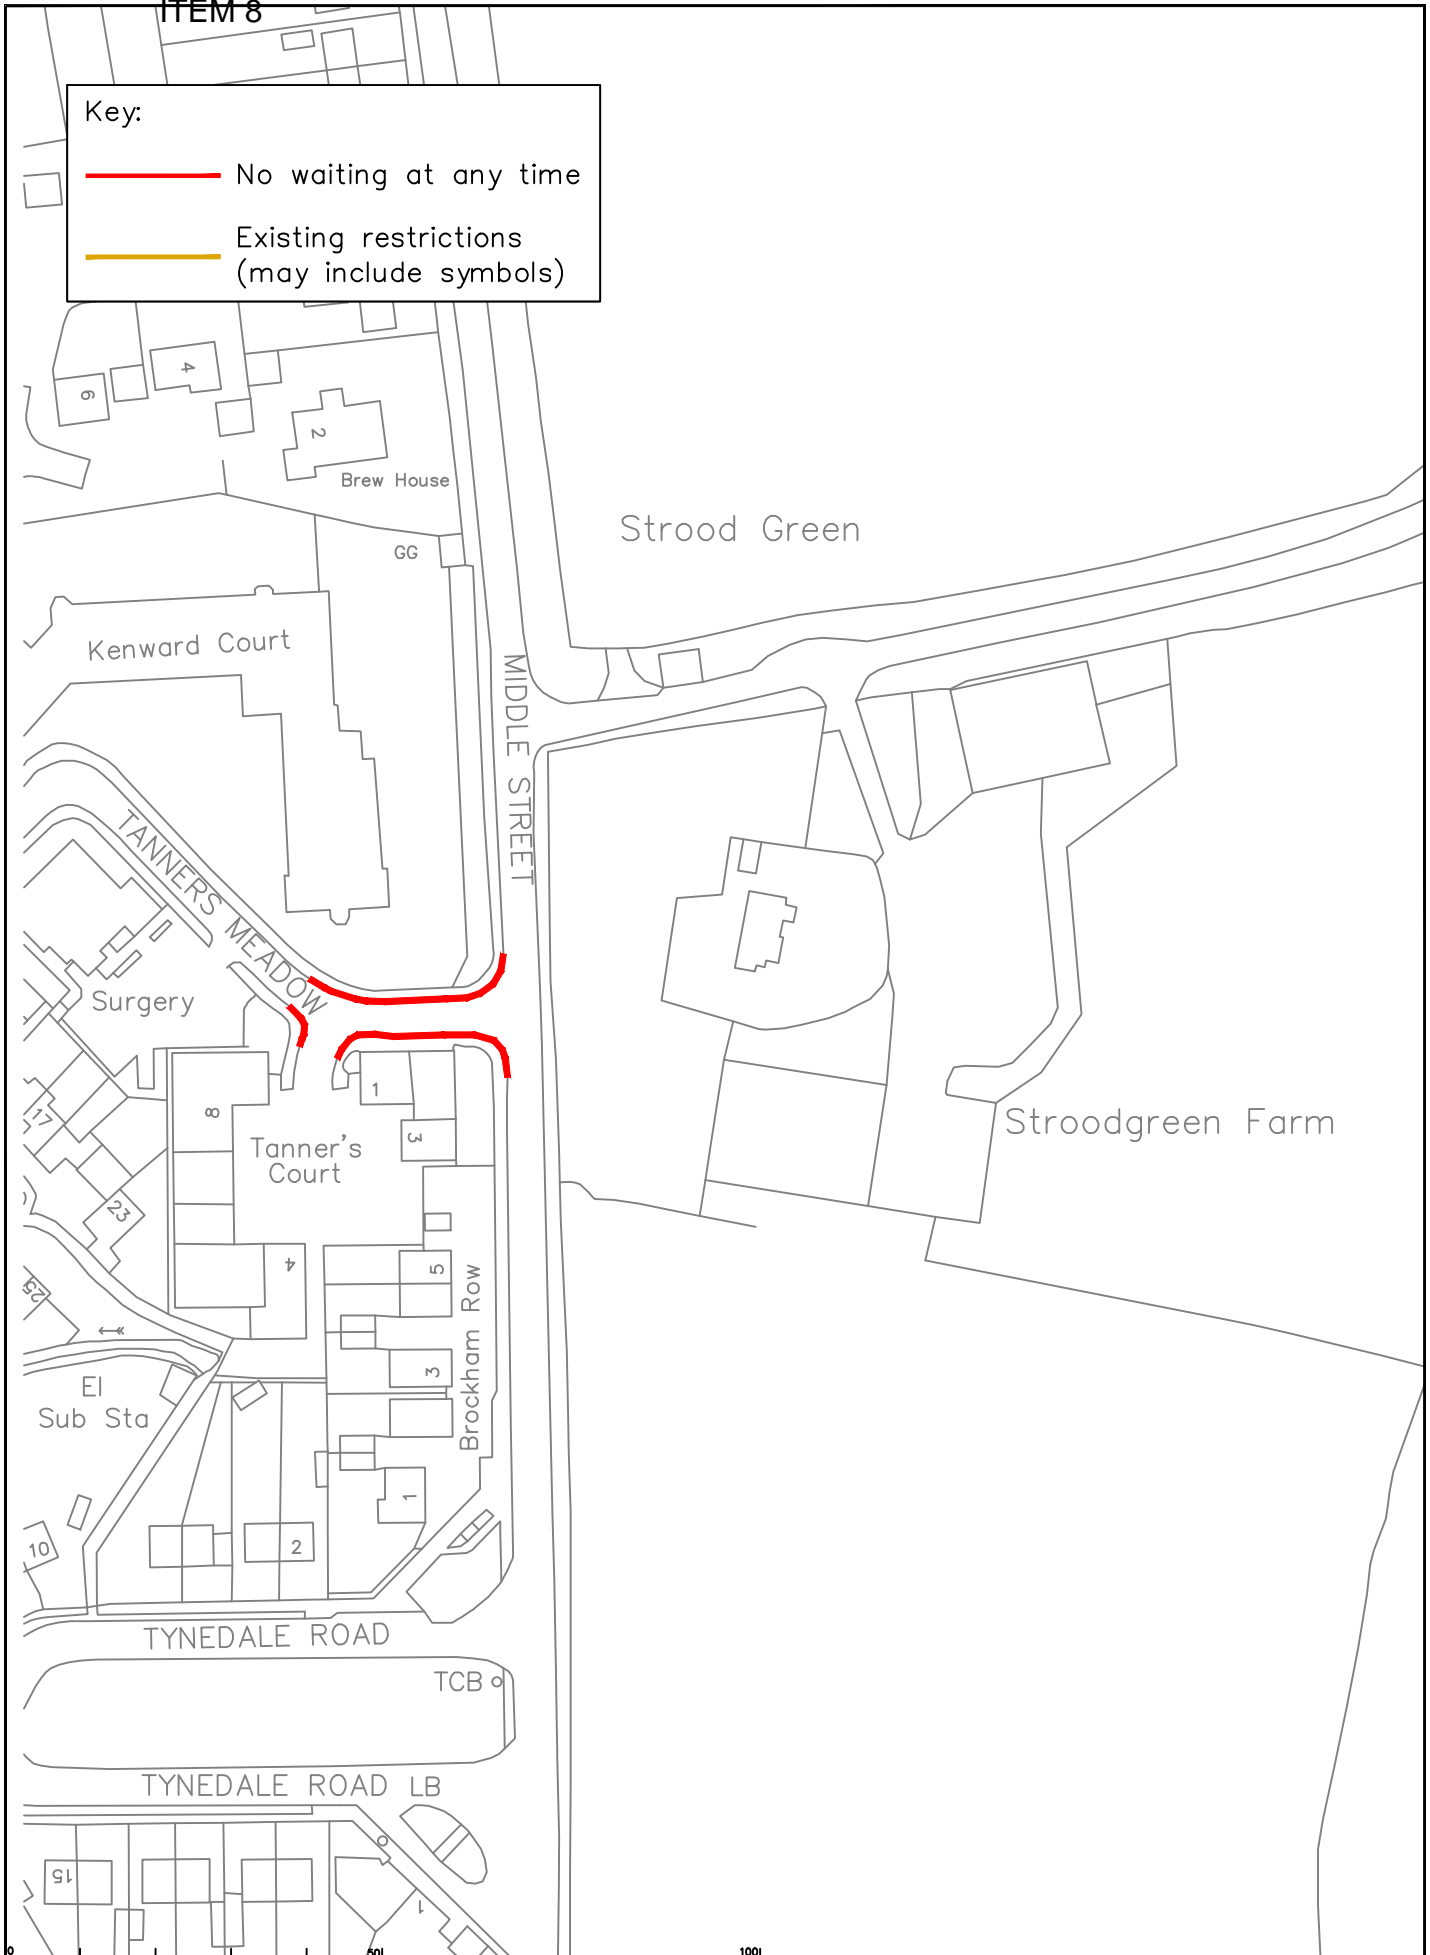 ITEM 8
Key:
No waiting at any time
Existing restrictions
(may include symbols)
6
4
2
Brew House
GG
Strood Green
Kenward Court
MIDDLE STREET
TANNERS MEADOW
Surgery
1
8
3
17
Tanner's
Court
Stroodgreen Farm
23
4
5
25
Brockham Row
3
El
Sub Sta
1
10
2
TYNEDALE ROAD
TCB
TYNEDALE ROAD LB
15
1
0
50
100